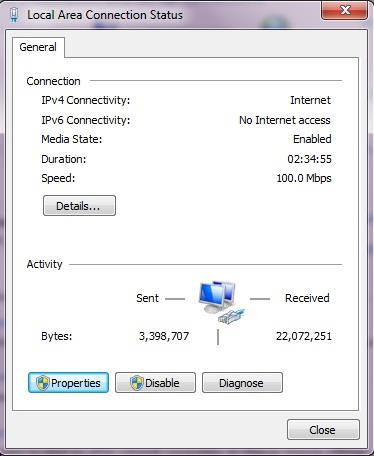 Local Area Connection Status
General
Connection
IPv4 Connectivity: Internet
IPv6 Connectivity: No Internet access
Media State: Enabled
Duration: 02:34:55
Speed: 100.0 Mbps
Details...
Activity
Sent Received
Bytes: 3,398,707 22,072,251
Properties Disable Diagnose
Close